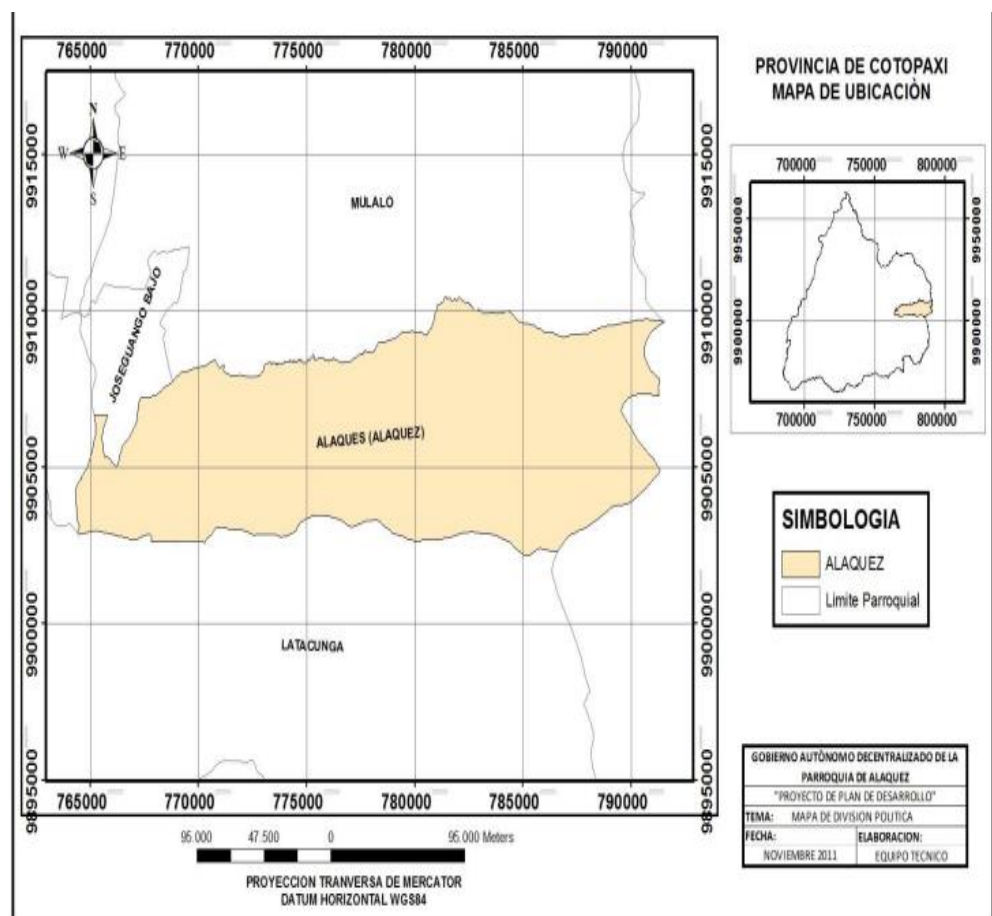 765000 770000 775000 780000 785000 790000
9915000
9910000
9905000
9900000
9895000
N
W E
S
MULALO
JOSEGUANGO BAJO
ALAQUES (ALAQUEZ)
LATACUNGA
9915000
9910000
9905000
9900000
9895000
765000 770000 775000 780000 785000 790000
95.000 47.500 0 95.000 Meters
PROYECCION TRANVERSA DE MERCATOR
DATUM HORIZONTAL WGS84
PROVINCIA DE COTOPAXI
MAPA DE UBICACIÒN
700000 750000 800000
9950000
9900000
9950000
9900000
700000 750000 800000
SIMBOLOGIA
ALAQUEZ
Limite Parroquial
GOBIERNO AUTÒNOMO DECENTRALIZADO DE LA
PARROQUIA DE ALAQUEZ
"PROYECTO DE PLAN DE DESARROLLO"
TEMA: MAPA DE DIVISION POLITICA
FECHA: ELABORACION:
NOVIEMBRE 2011 EQUIPO TECNICO